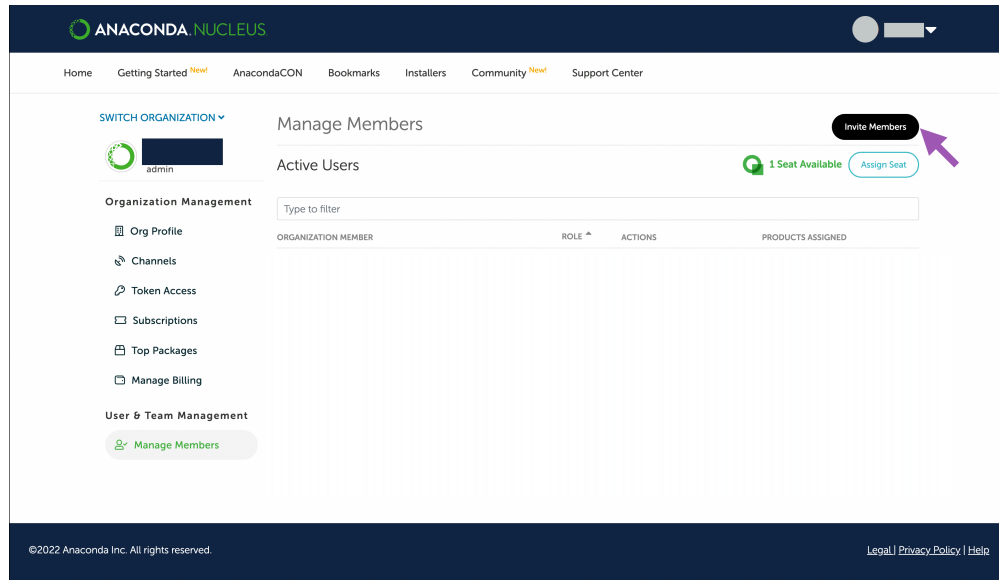 ANACONDA.NUCLEUS.
Home Getting Started New! AnacondaCON Bookmarks Installers Community New! Support Center
SWITCH ORGANIZATION
admin
Organization Management
Org Profile
Channels
Token Access
Subscriptions
Top Packages
Manage Billing
User & Team Management
Manage Members
Manage Members
Invite Members
Active Users
1 Seat Available
Assign Seat
Type to filter
ORGANIZATION MEMBER ROLE ACTIONS PRODUCTS ASSIGNED
©2022 Anaconda Inc. All rights reserved.
Legal | Privacy Policy | Help